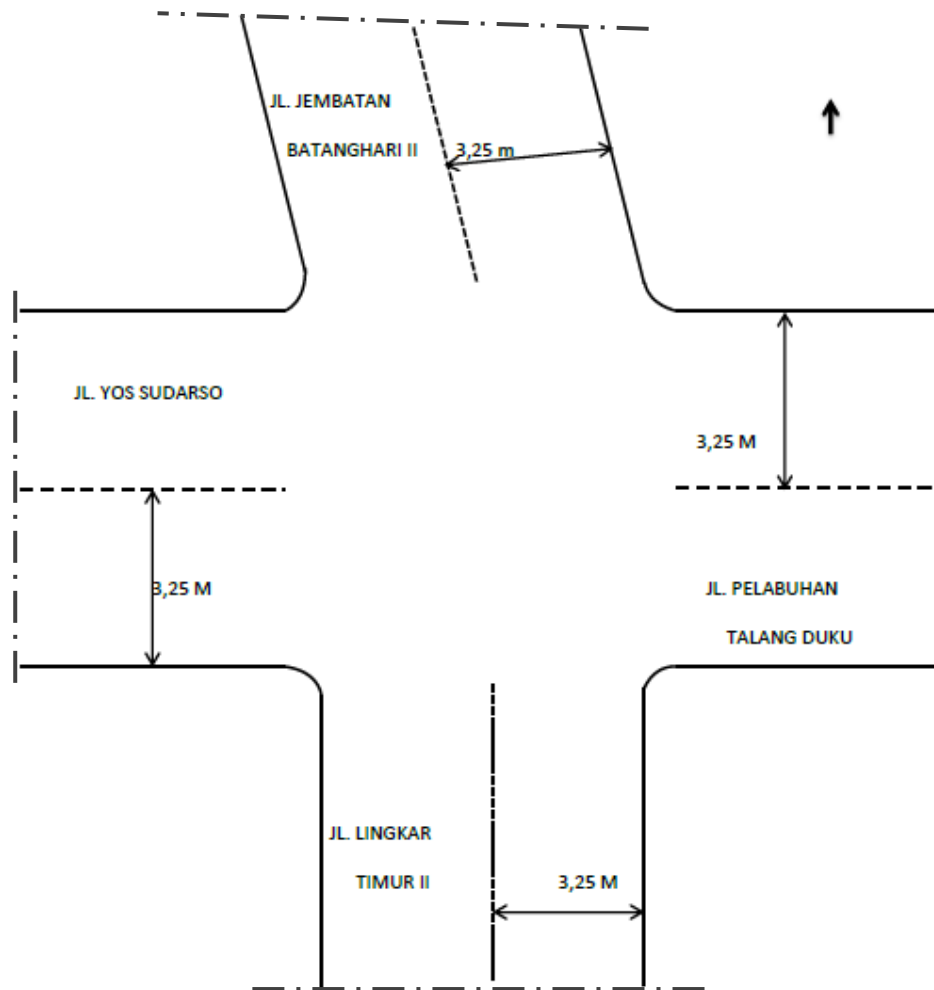 JL. JEMBATAN
BATANGHARI II
3,25 m
JL. YOS SUDARSO
3,25 M
3,25 M
JL. PELABUHAN
TALANG DUKU
JL. LINGKAR
TIMUR II
3,25 M